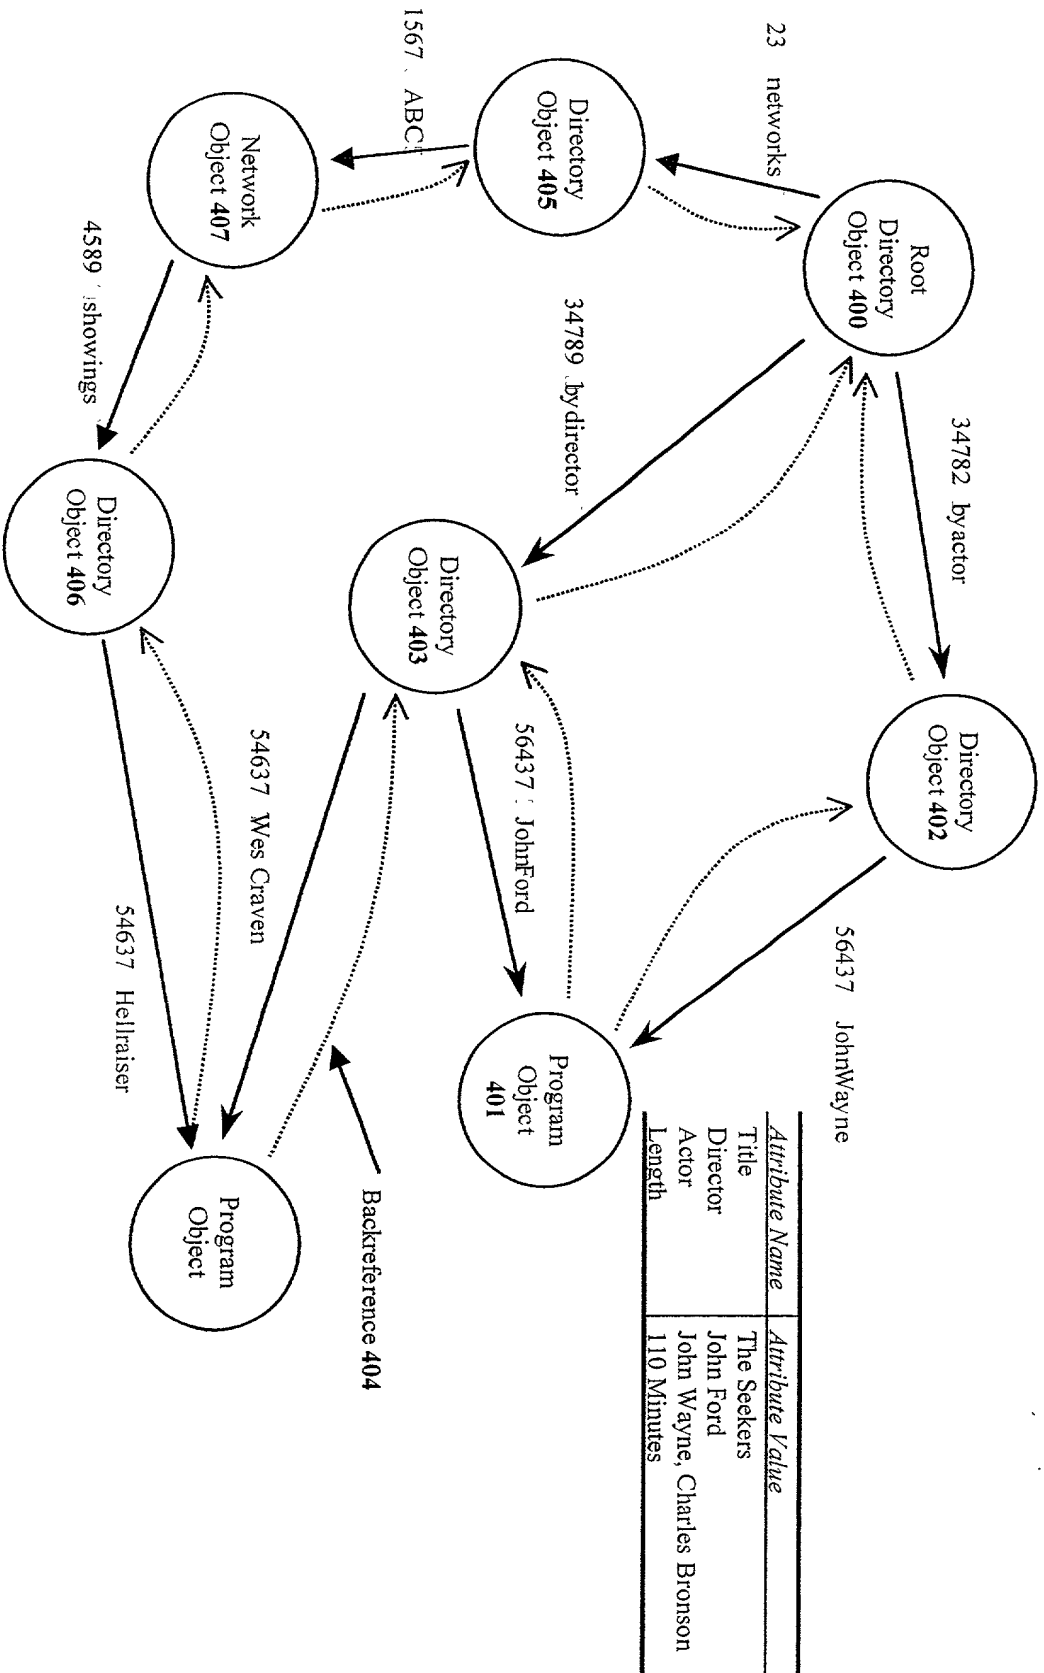 Root
Directory
Object 400
23 networks
34782 byactor
34789 bydirector
Directory
Object 405
1567 ABC
Network
Object 407
4589 showings
Directory
Object 406
Directory
Object 403
Directory
Object 402
56437 JohnWayne
56437 : JohnFord
54637 Wes Craven
54637 Hellraiser
Program
Object
401
Program
Object
Backreference 404
Attribute Name Attribute Value
Title The Seekers
Director John Ford
Actor John Wayne, Charles Bronson
Length 110 Minutes